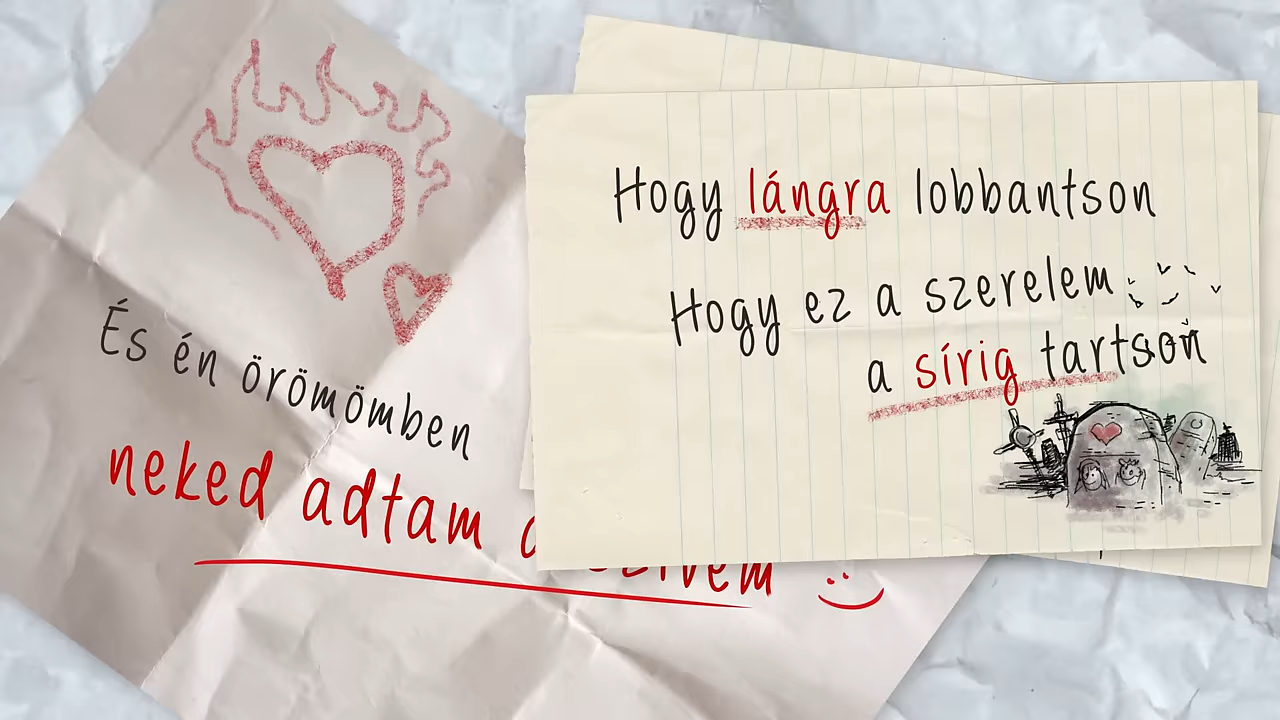 És én örömömben
neked adtam
Hogy lángra lobbantson
Hogy ez a szerelem
a sírig tartson